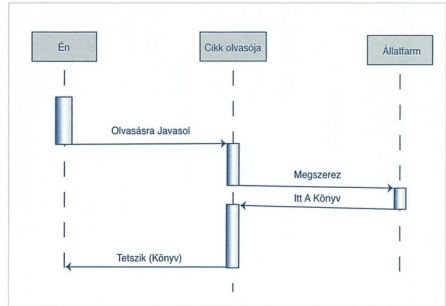 Én
Cikk olvasója
Állatfarm
Olvasásra Javasol
Megszerez
Itt A Könyv
Tetszik (Könyv)